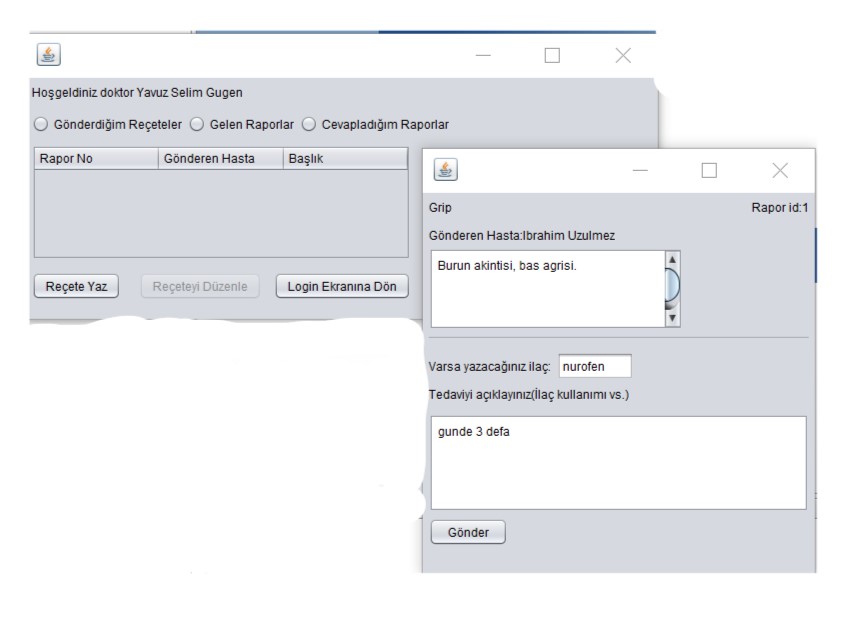 Hoşgeldiniz doktor Yavuz Selim Gugen
Gönderdiğim Reçeteler Gelen Raporlar Cevapladığım Raporlar
Rapor No Gönderen Hasta Başlık
Reçete Yaz Reçeteyi Düzenle Login Ekranına Dön
Grip Rapor id:1
Gönderen Hasta:Ibrahim Uzulmez
Burun akintisi, bas agrisi.
Varsa yazacağınız ilaç: nurofen
Tedaviyi açıklayınız(İlaç kullanımı vs.)
gunde 3 defa
Gönder